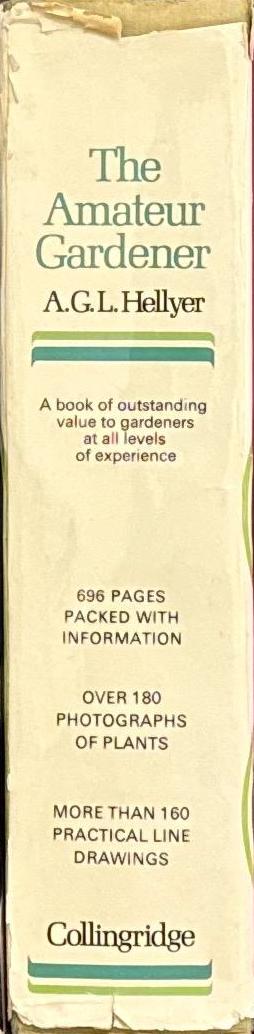 The
Amateur
Gardener
A.G.L. Hellyer
A book of outstanding
value to gardeners
at all levels
of experience
696 PAGES
PACKED WITH
INFORMATION
OVER 180
PHOTOGRAPHS
OF PLANTS
MORE THAN 160
PRACTICAL LINE
DRAWINGS
Collingridge